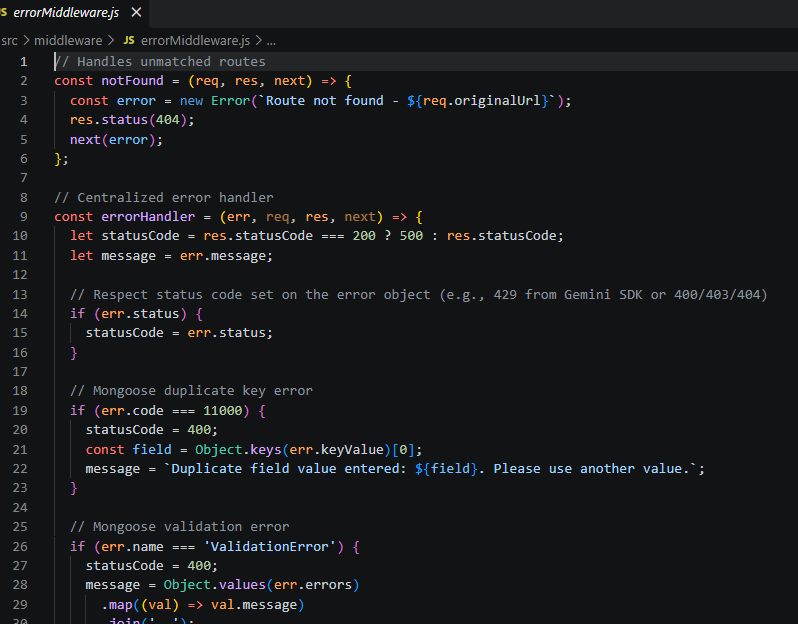 JS errorMiddleware.js ×
src > middleware > JS errorMiddleware.js > ...
1 // Handles unmatched routes
2 const notFound = (req, res, next) => {
3   const error = new Error(`Route not found - ${req.originalUrl}`);
4   res.status(404);
5   next(error);
6 };
7
8 // Centralized error handler
9 const errorHandler = (err, req, res, next) => {
10   let statusCode = res.statusCode === 200 ? 500 : res.statusCode;
11   let message = err.message;
12
13   // Respect status code set on the error object (e.g., 429 from Gemini SDK or 400/403/404)
14   if (err.status) {
15     statusCode = err.status;
16   }
17
18   // Mongoose duplicate key error
19   if (err.code === 11000) {
20     statusCode = 400;
21     const field = Object.keys(err.keyValue)[0];
22     message = `Duplicate field value entered: ${field}. Please use another value.`;
23   }
24
25   // Mongoose validation error
26   if (err.name === 'ValidationError') {
27     statusCode = 400;
28     message = Object.values(err.errors)
29       .map((val) => val.message)
30